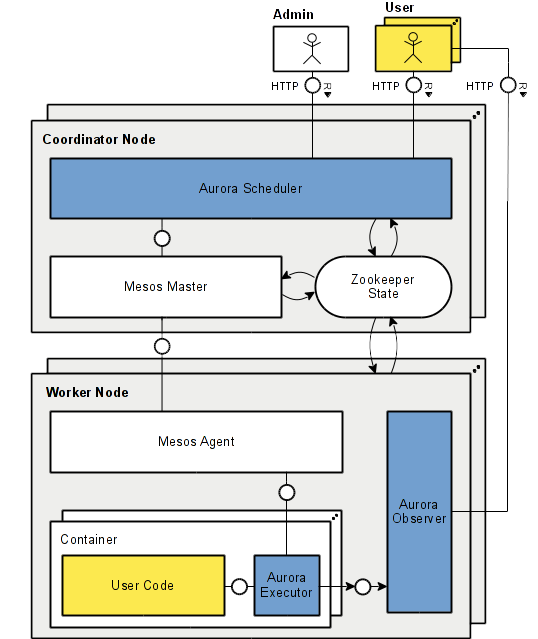 Admin
User
HTTP
R
HTTP
R
HTTP
R
Coordinator Node
Aurora Scheduler
Mesos Master
Zookeeper
State
Worker Node
Mesos Agent
Aurora
Observer
Container
User Code
Aurora
Executor